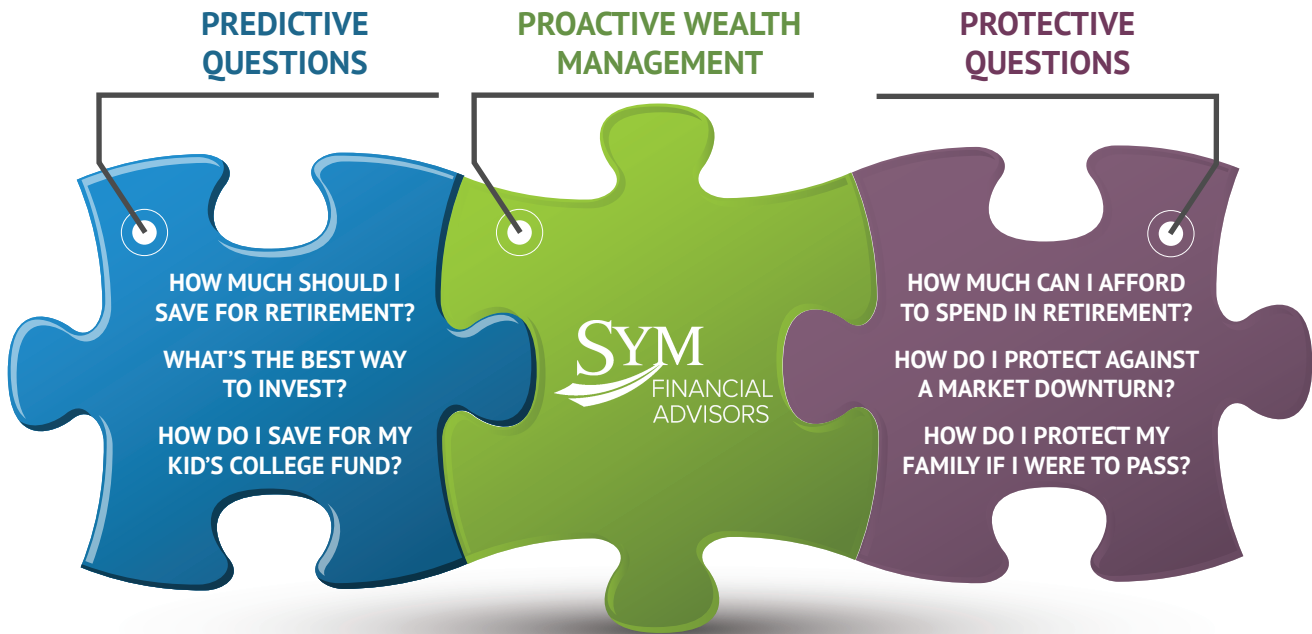 PREDICTIVE
QUESTIONS
PROACTIVE WEALTH
MANAGEMENT
PROTECTIVE
QUESTIONS
HOW MUCH SHOULD I
SAVE FOR RETIREMENT?
WHAT'S THE BEST WAY
TO INVEST?
HOW DO I SAVE FOR MY
KID'S COLLEGE FUND?
SYM
FINANCIAL
ADVISORS
HOW MUCH CAN I AFFORD
TO SPEND IN RETIREMENT?
HOW DO I PROTECT AGAINST
A MARKET DOWNTURN?
HOW DO I PROTECT MY
FAMILY IF I WERE TO PASS?